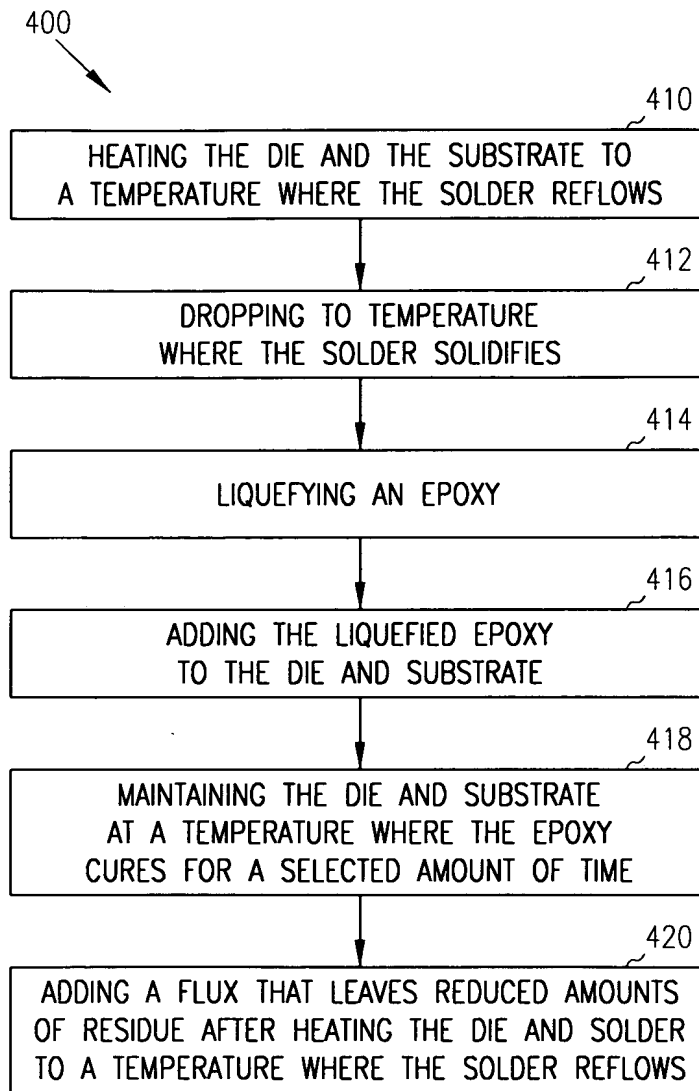 400
410
HEATING THE DIE AND THE SUBSTRATE TO
A TEMPERATURE WHERE THE SOLDER REFLOWS
412
DROPPING TO TEMPERATURE
WHERE THE SOLDER SOLIDIFIES
414
LIQUEFYING AN EPOXY
416
ADDING THE LIQUEFIED EPOXY
TO THE DIE AND SUBSTRATE
418
MAINTAINING THE DIE AND SUBSTRATE
AT A TEMPERATURE WHERE THE EPOXY
CURES FOR A SELECTED AMOUNT OF TIME
420
ADDING A FLUX THAT LEAVES REDUCED AMOUNTS
OF RESIDUE AFTER HEATING THE DIE AND SOLDER
TO A TEMPERATURE WHERE THE SOLDER REFLOWS